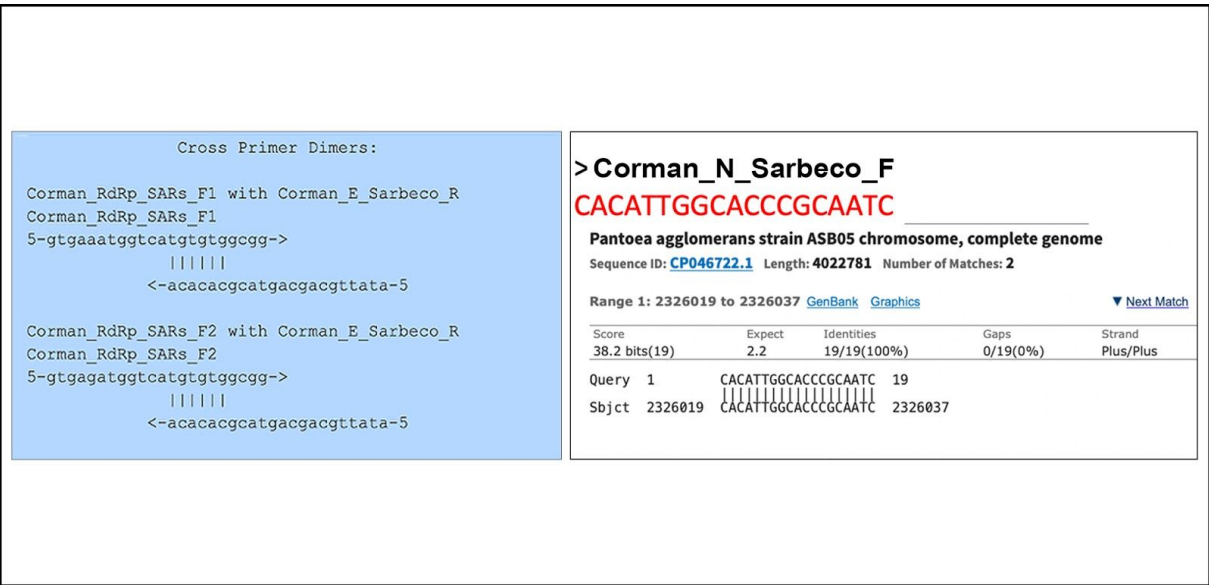 Cross Primer Dimers:
Corman_RdRp_SARs_F1 with Corman_E_Sarbeco_R
Corman_RdRp_SARs_F1
5-gtgaaatggtcatgtgtggcgg->
||||||
<-acacacgcatgacgacgttata-5
Corman_RdRp_SARs_F2 with Corman_E_Sarbeco_R
Corman_RdRp_SARs_F2
5-gtgagatggtcatgtgtggcgg->
||||||
<-acacacgcatgacgacgttata-5
>Corman_N_Sarbeco_F
CACATTGGCACCCGCAATC
Pantoea agglomerans strain ASB05 chromosome, complete genome
Sequence ID: CP046722.1 Length: 4022781 Number of Matches: 2
Range 1: 2326019 to 2326037 GenBank Graphics ▼ Next Match
Score Expect Identities Gaps Strand
38.2 bits(19) 2.2 19/19(100%) 0/19(0%) Plus/Plus
Query 1 CACATTGGCACCCGCAATC 19
|||||||||||||||||||
Sbjct 2326019 CACATTGGCACCCGCAATC 2326037